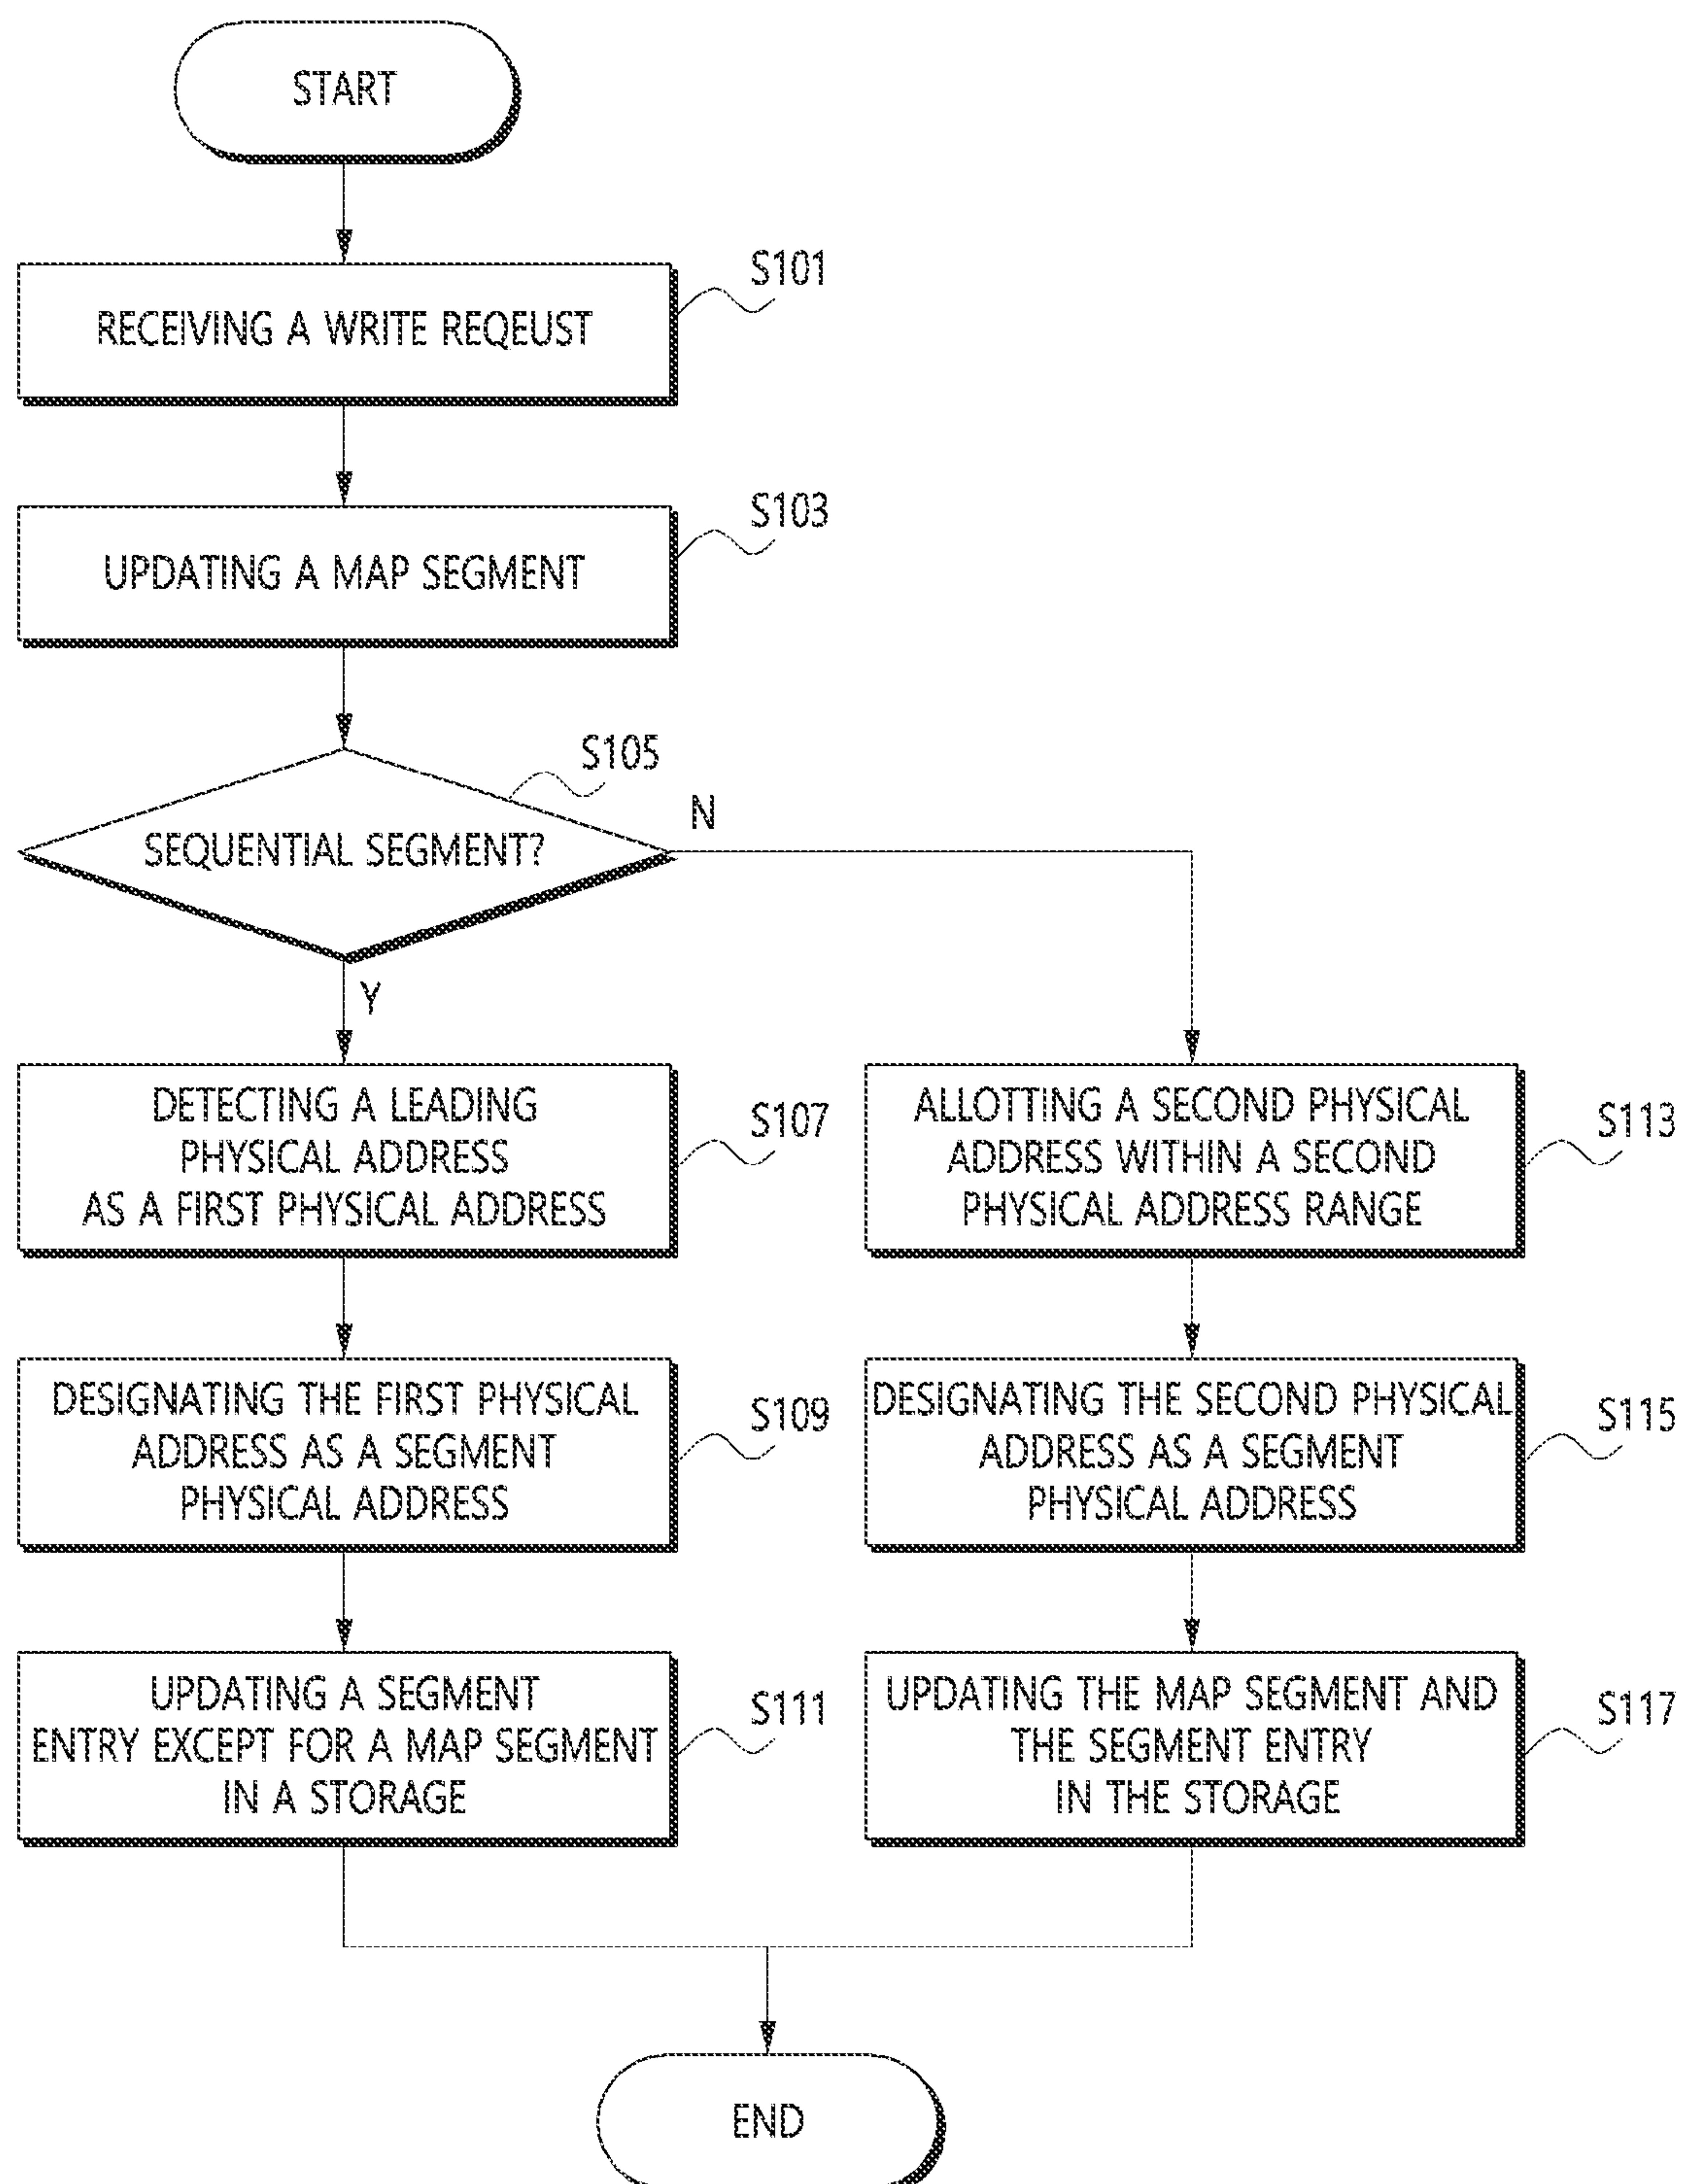 START
S101
RECEIVING A WRITE REQEUST
S103
UPDATING A MAP SEGMENT
S105
SEQUENTIAL SEGMENT?
N
Y
DETECTING A LEADING
PHYSICAL ADDRESS
AS A FIRST PHYSICAL ADDRESS
S107
ALLOTTING A SECOND PHYSICAL
ADDRESS WITHIN A SECOND
PHYSICAL ADDRESS RANGE
S113
DESIGNATING THE FIRST PHYSICAL
ADDRESS AS A SEGMENT
PHYSICAL ADDRESS
S109
DESIGNATING THE SECOND PHYSICAL
ADDRESS AS A SEGMENT
PHYSICAL ADDRESS
S115
UPDATING A SEGMENT
ENTRY EXCEPT FOR A MAP SEGMENT
IN A STORAGE
S111
UPDATING THE MAP SEGMENT AND
THE SEGMENT ENTRY
IN THE STORAGE
S117
END